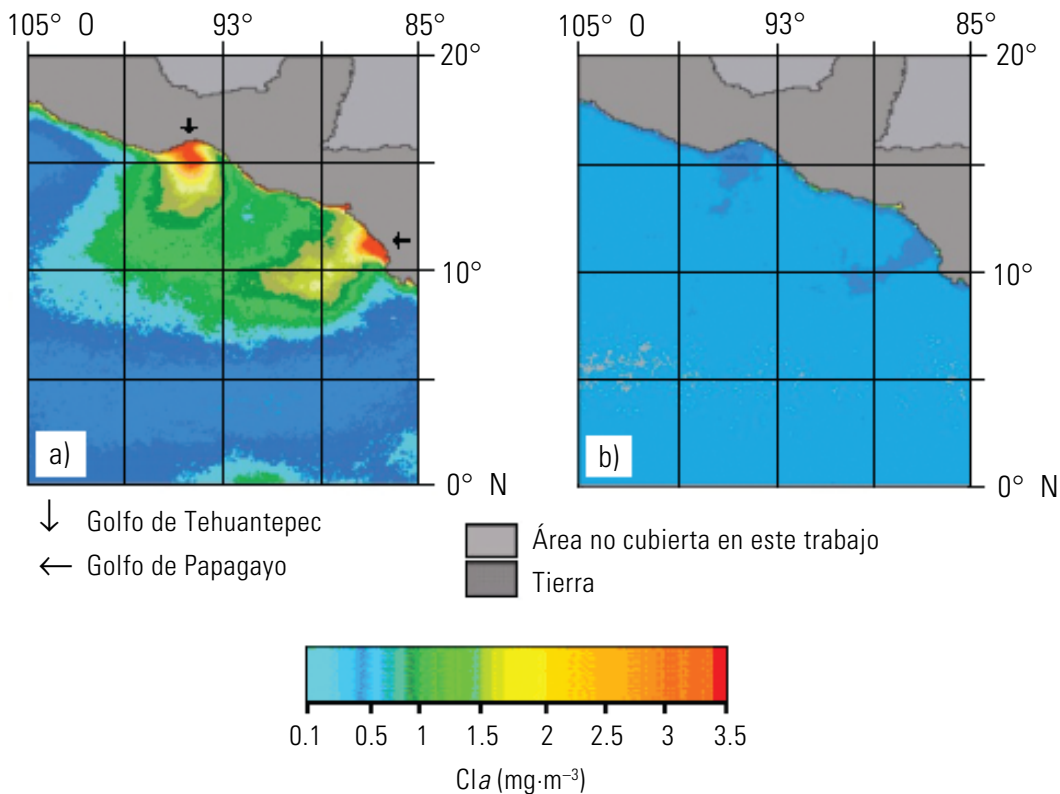 105° O 93° 85°
20°
10°
0° N
a)
105° O 93° 85°
20°
10°
0° N
b)
↓ Golfo de Tehuantepec
← Golfo de Papagayo
Área no cubierta en este trabajo
Tierra
0.1 0.5 1 1.5 2 2.5 3 3.5
Cla (mg·m⁻³)